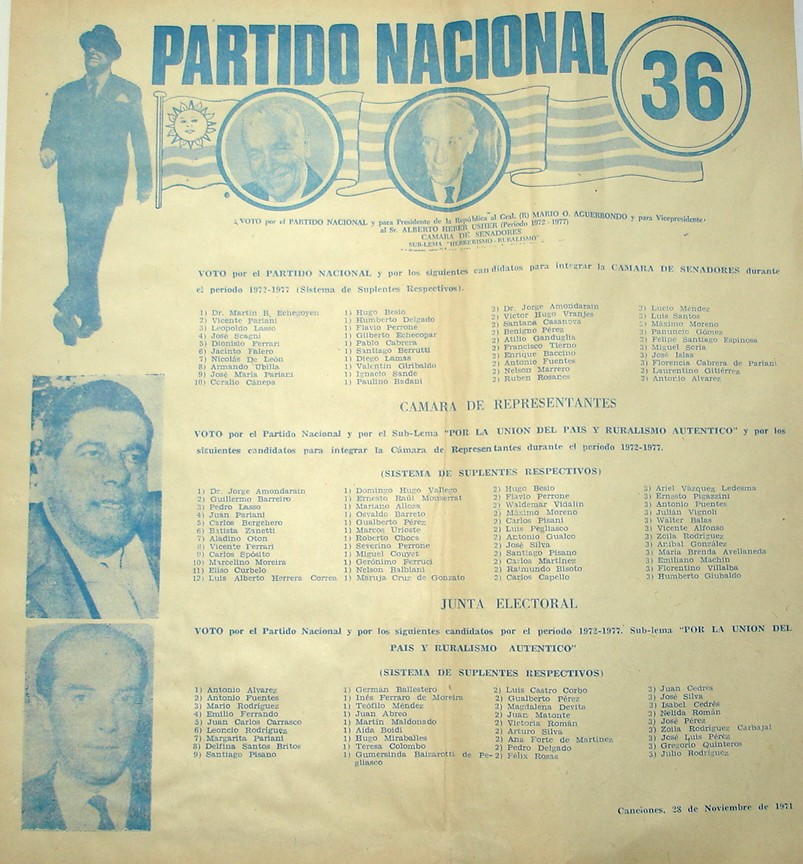 PARTIDO NACIONAL
36
VOTO por el PARTIDO NACIONAL y para Presidente de la República al Gral. (R) MARIO O. AGUERRONDO y para Vicepresidente
al Sr. ALBERTO HEBER USHER (Período 1972 - 1977)
CAMARA DE SENADORES
SUB-LEMA "HERRERISMO - RURALISMO"
VOTO por el PARTIDO NACIONAL y por los siguientes candidatos para integrar la CAMARA DE SENADORES durante
el período 1972-1977 (Sistema de Suplentes Respectivos).
1) Dr. Martín R. Echegoyen 1) Hugo Besio 2) Dr. Jorge Amondarain 3) Lucio Méndez
2) Vicente Pariani 1) Humberto Delgado 2) Víctor Hugo Vranjes 3) Luis Santos
3) Leopoldo Lasso 1) Flavio Perrone 2) Santana Casanova 3) Máximo Moreno
4) José Scagni 1) Gilberto Echecopar 2) Benigno Pérez 3) Panuncio Gómez
5) Dionisio Ferrari 1) Pablo Cabrera 2) Atilio Ganduglia 3) Felipe Santiago Espinosa
6) Jacinto Falero 1) Santiago Berrutti 2) Francisco Tierno 3) Miguel Soria
7) Nicolás De León 1) Diego Lamas 2) Enrique Baccino 3) José Islas
8) Armando Ubilla 1) Valentín Giribaldo 2) Antonio Fuentes 3) Florencia Cabrera de Pariani
9) José María Pariani 1) Ignacio Sande 2) Nelson Marrero 3) Laurentino Gutiérrez
10) Coralio Cánepa 1) Paulino Badani 2) Ruben Rosanes 3) Antonio Alvarez
CAMARA DE REPRESENTANTES
VOTO por el Partido Nacional y por el Sub-Lema "POR LA UNION DEL PAIS Y RURALISMO AUTENTICO" y por los
siguientes candidatos para integrar la Cámara de Representantes durante el período 1972-1977.
(SISTEMA DE SUPLENTES RESPECTIVOS)
1) Dr. Jorge Amondarain 1) Domingo Hugo Vallego 2) Hugo Besio 3) Ariel Vázquez Ledesma
2) Guillermo Barreiro 1) Ernesto Raúl Monserrat 2) Flavio Perrone 3) Ernesto Pigazzini
3) Pedro Lasso 1) Mariano Alloza 2) Waldemar Vidalin 3) Antonio Fuentes
4) Juan Pariani 1) Osvaldo Barreto 2) Máximo Moreno 3) Julián Vignoli
5) Carlos Bergehero 1) Gualberto Pérez 2) Carlos Pisani 3) Walter Balas
6) Batista Zanetti 1) Marcos Urioste 2) Luis Pegliasco 3) Vicente Alfonso
7) Aladino Oton 1) Roberto Choca 2) Antonio Gualco 3) Zoila Rodríguez
8) Vicente Ferrari 1) Severino Perrone 2) José Silva 3) Aníbal González
9) Carlos Spósito 1) Miguel Couyet 2) Santiago Pisano 3) María Brenda Avellaneda
10) Marcelino Moreira 1) Gerónimo Ferruci 2) Carlos Martínez 3) Emiliano Machín
11) Eliso Curbelo 1) Nelson Balbiani 2) Raimundo Bisoto 3) Florentino Villalba
12) Luis Alberto Herrera Correa 1) Maruja Cruz de Gonzato 2) Carlos Capello 3) Humberto Giubaldo
JUNTA ELECTORAL
VOTO por el Partido Nacional y por los siguientes candidatos por el período 1972-1977. Sub-lema "POR LA UNION DEL
PAIS Y RURALISMO AUTENTICO"
(SISTEMA DE SUPLENTES RESPECTIVOS)
1) Antonio Alvarez 1) Germán Ballestero 2) Luis Castro Corbo 3) Juan Cedrés
2) Antonio Fuentes 1) Inés Ferraro de Moreira 2) Gualberto Pérez 3) José Silva
3) Mario Rodríguez 1) Teófilo Méndez 2) Magdalena Devita 3) Isabel Cedrés
4) Emilio Ferrando 1) Juan Abreo 2) Juan Matonte 3) Nélida Román
5) Juan Carlos Carrasco 1) Martín Maldonado 2) Victoria Román 3) José Pérez
6) Leoncio Rodríguez 1) Aída Boidi 2) Arturo Silva 3) Zoila Rodríguez Carbajal
7) Margarita Pariani 1) Hugo Miraballes 2) Ana Forte de Martínez 3) José Luis Pérez
8) Delfina Santos Britos 1) Teresa Colombo 2) Pedro Delgado 3) Gregorio Quinteros
9) Santiago Pisano 1) Gumersinda Balzarotti de Pe- 2) Félix Rosas 3) Julio Rodríguez
gliasco
Canelones, 28 de Noviembre de 1971